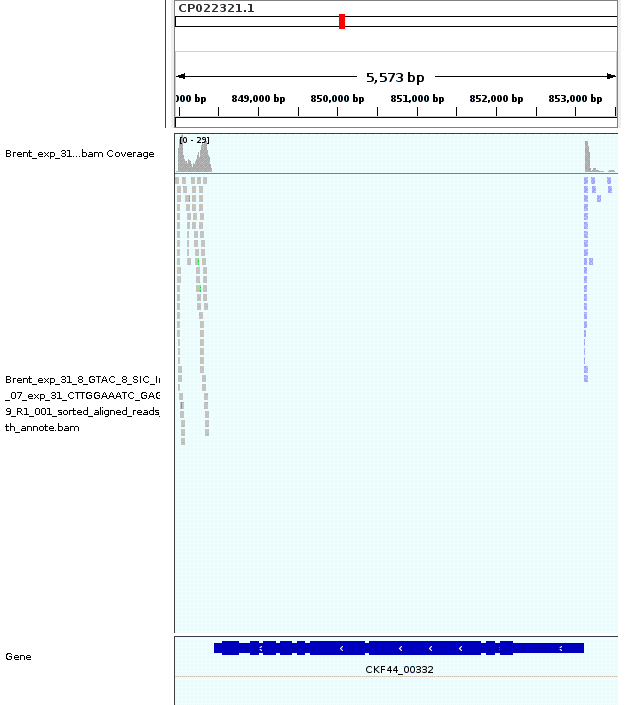 CP022321.1
5,573 bp
000 bp 849,000 bp 850,000 bp 851,000 bp 852,000 bp 853,000 bp
[0 - 29]
Brent_exp_31...bam Coverage
Brent_exp_31_8_GTAC_8_SIC_I
_07_exp_31_CTTGGAAATC_GAG
9_R1_001_sorted_aligned_reads_
th_annote.bam
Gene
CKF44_00332